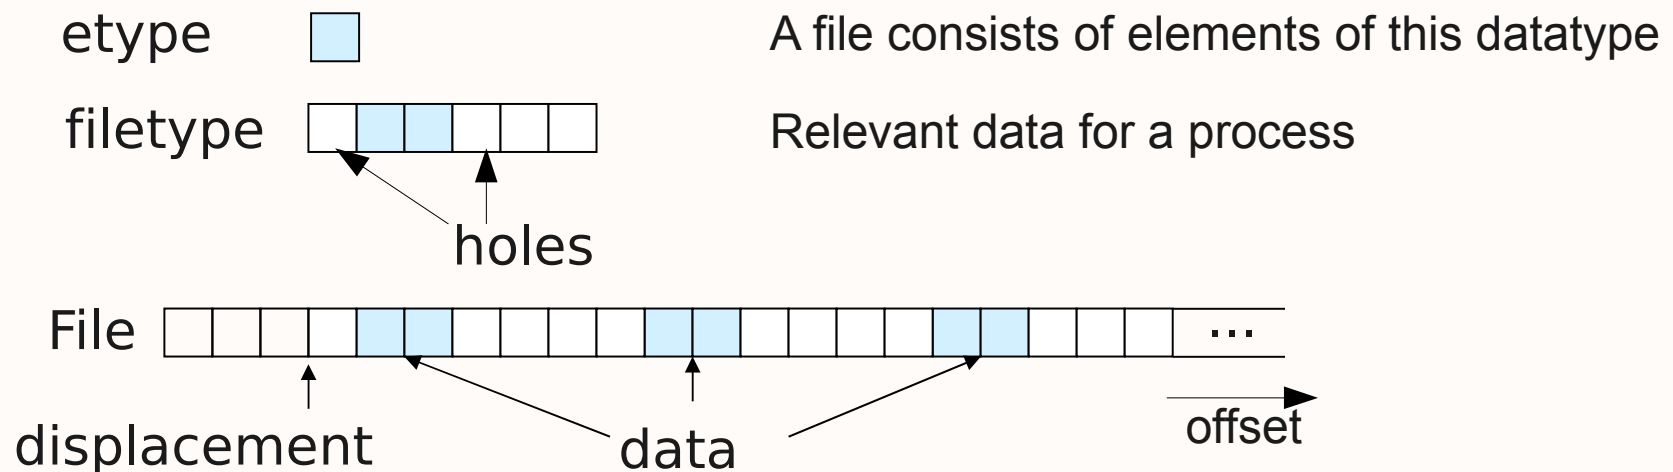 etype A file consists of elements of this datatype
filetype Relevant data for a process
holes
File ...
displacement data offset